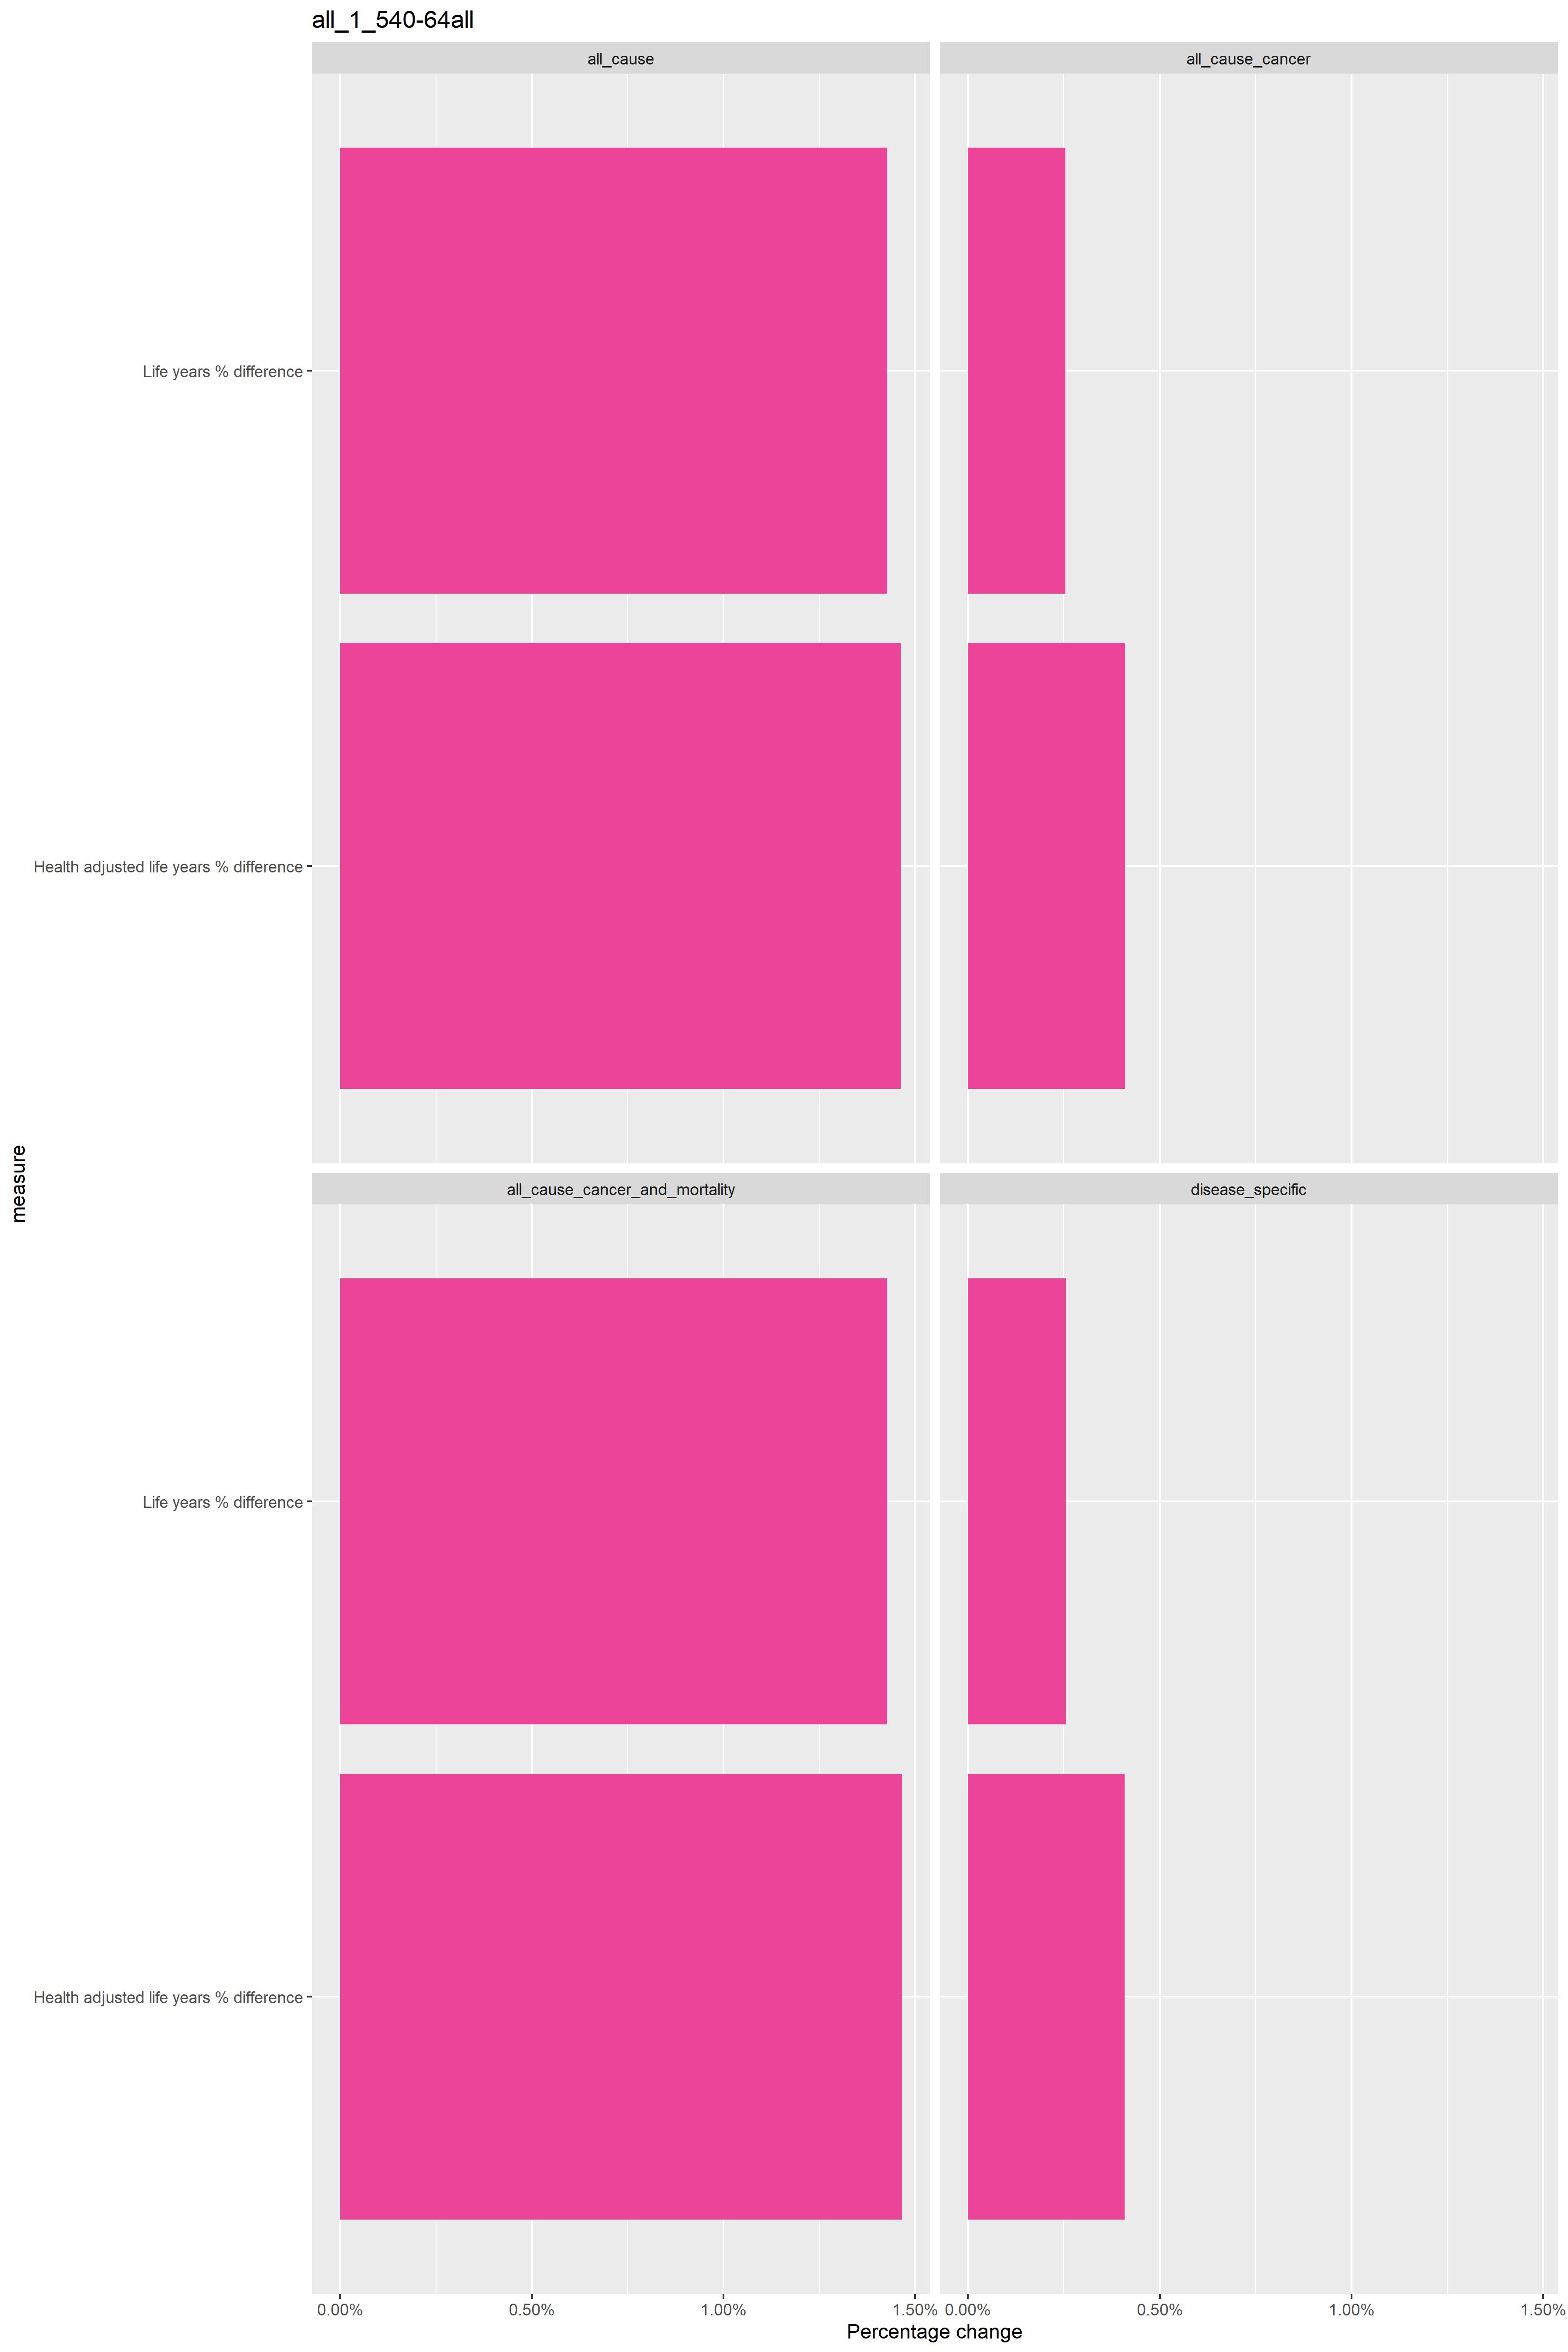 all_1_540-64all
all_cause
all_cause_cancer
Life years % difference
Health adjusted life years % difference
measure
all_cause_cancer_and_mortality
disease_specific
Life years % difference
Health adjusted life years % difference
0.00% 0.50% 1.00% 1.50% 0.00% 0.50% 1.00% 1.50%
Percentage change